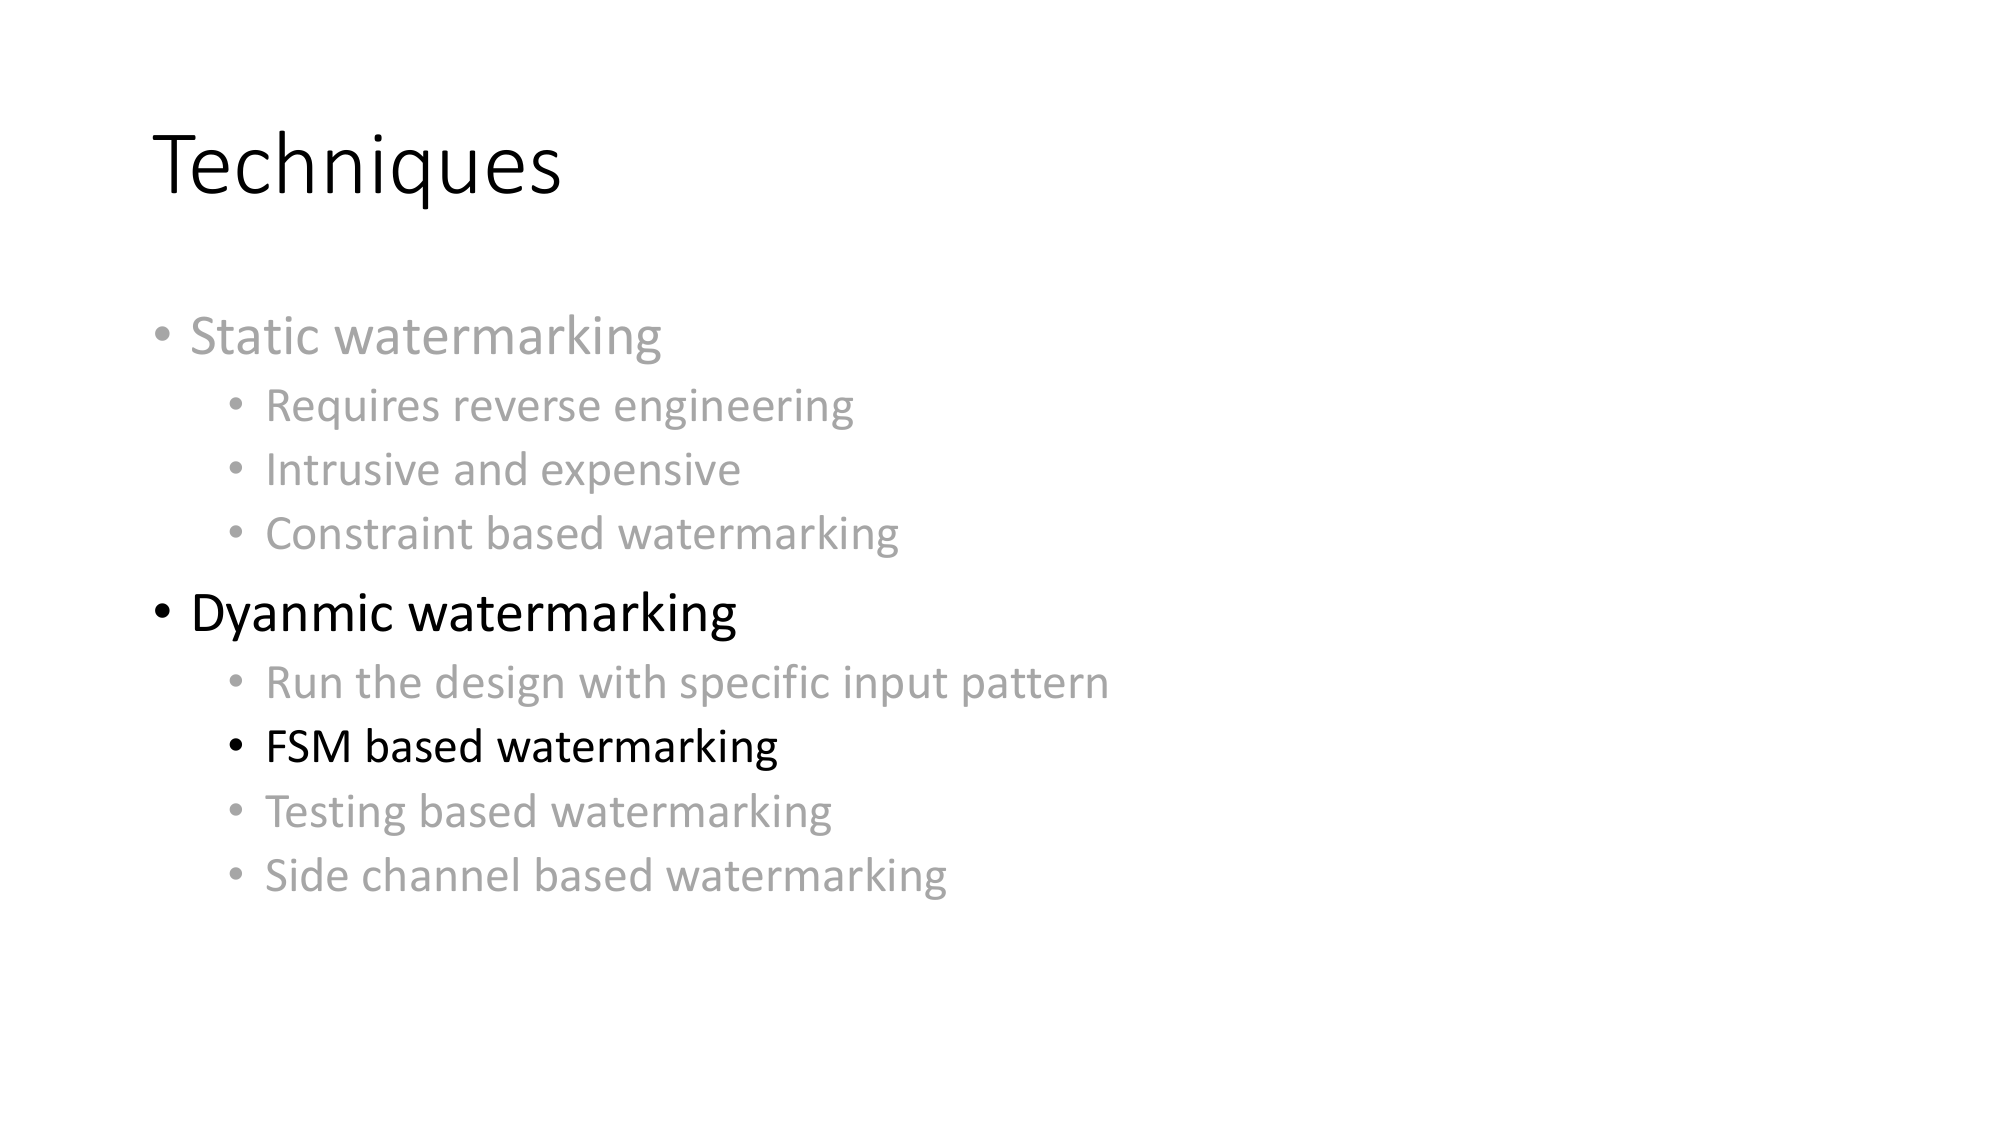 Techniques
• Static watermarking
• Requires reverse engineering
• Intrusive and expensive
• Constraint based watermarking
• Dyanmic watermarking
• Run the design with specific input pattern
• FSM based watermarking
• Testing based watermarking
• Side channel based watermarking